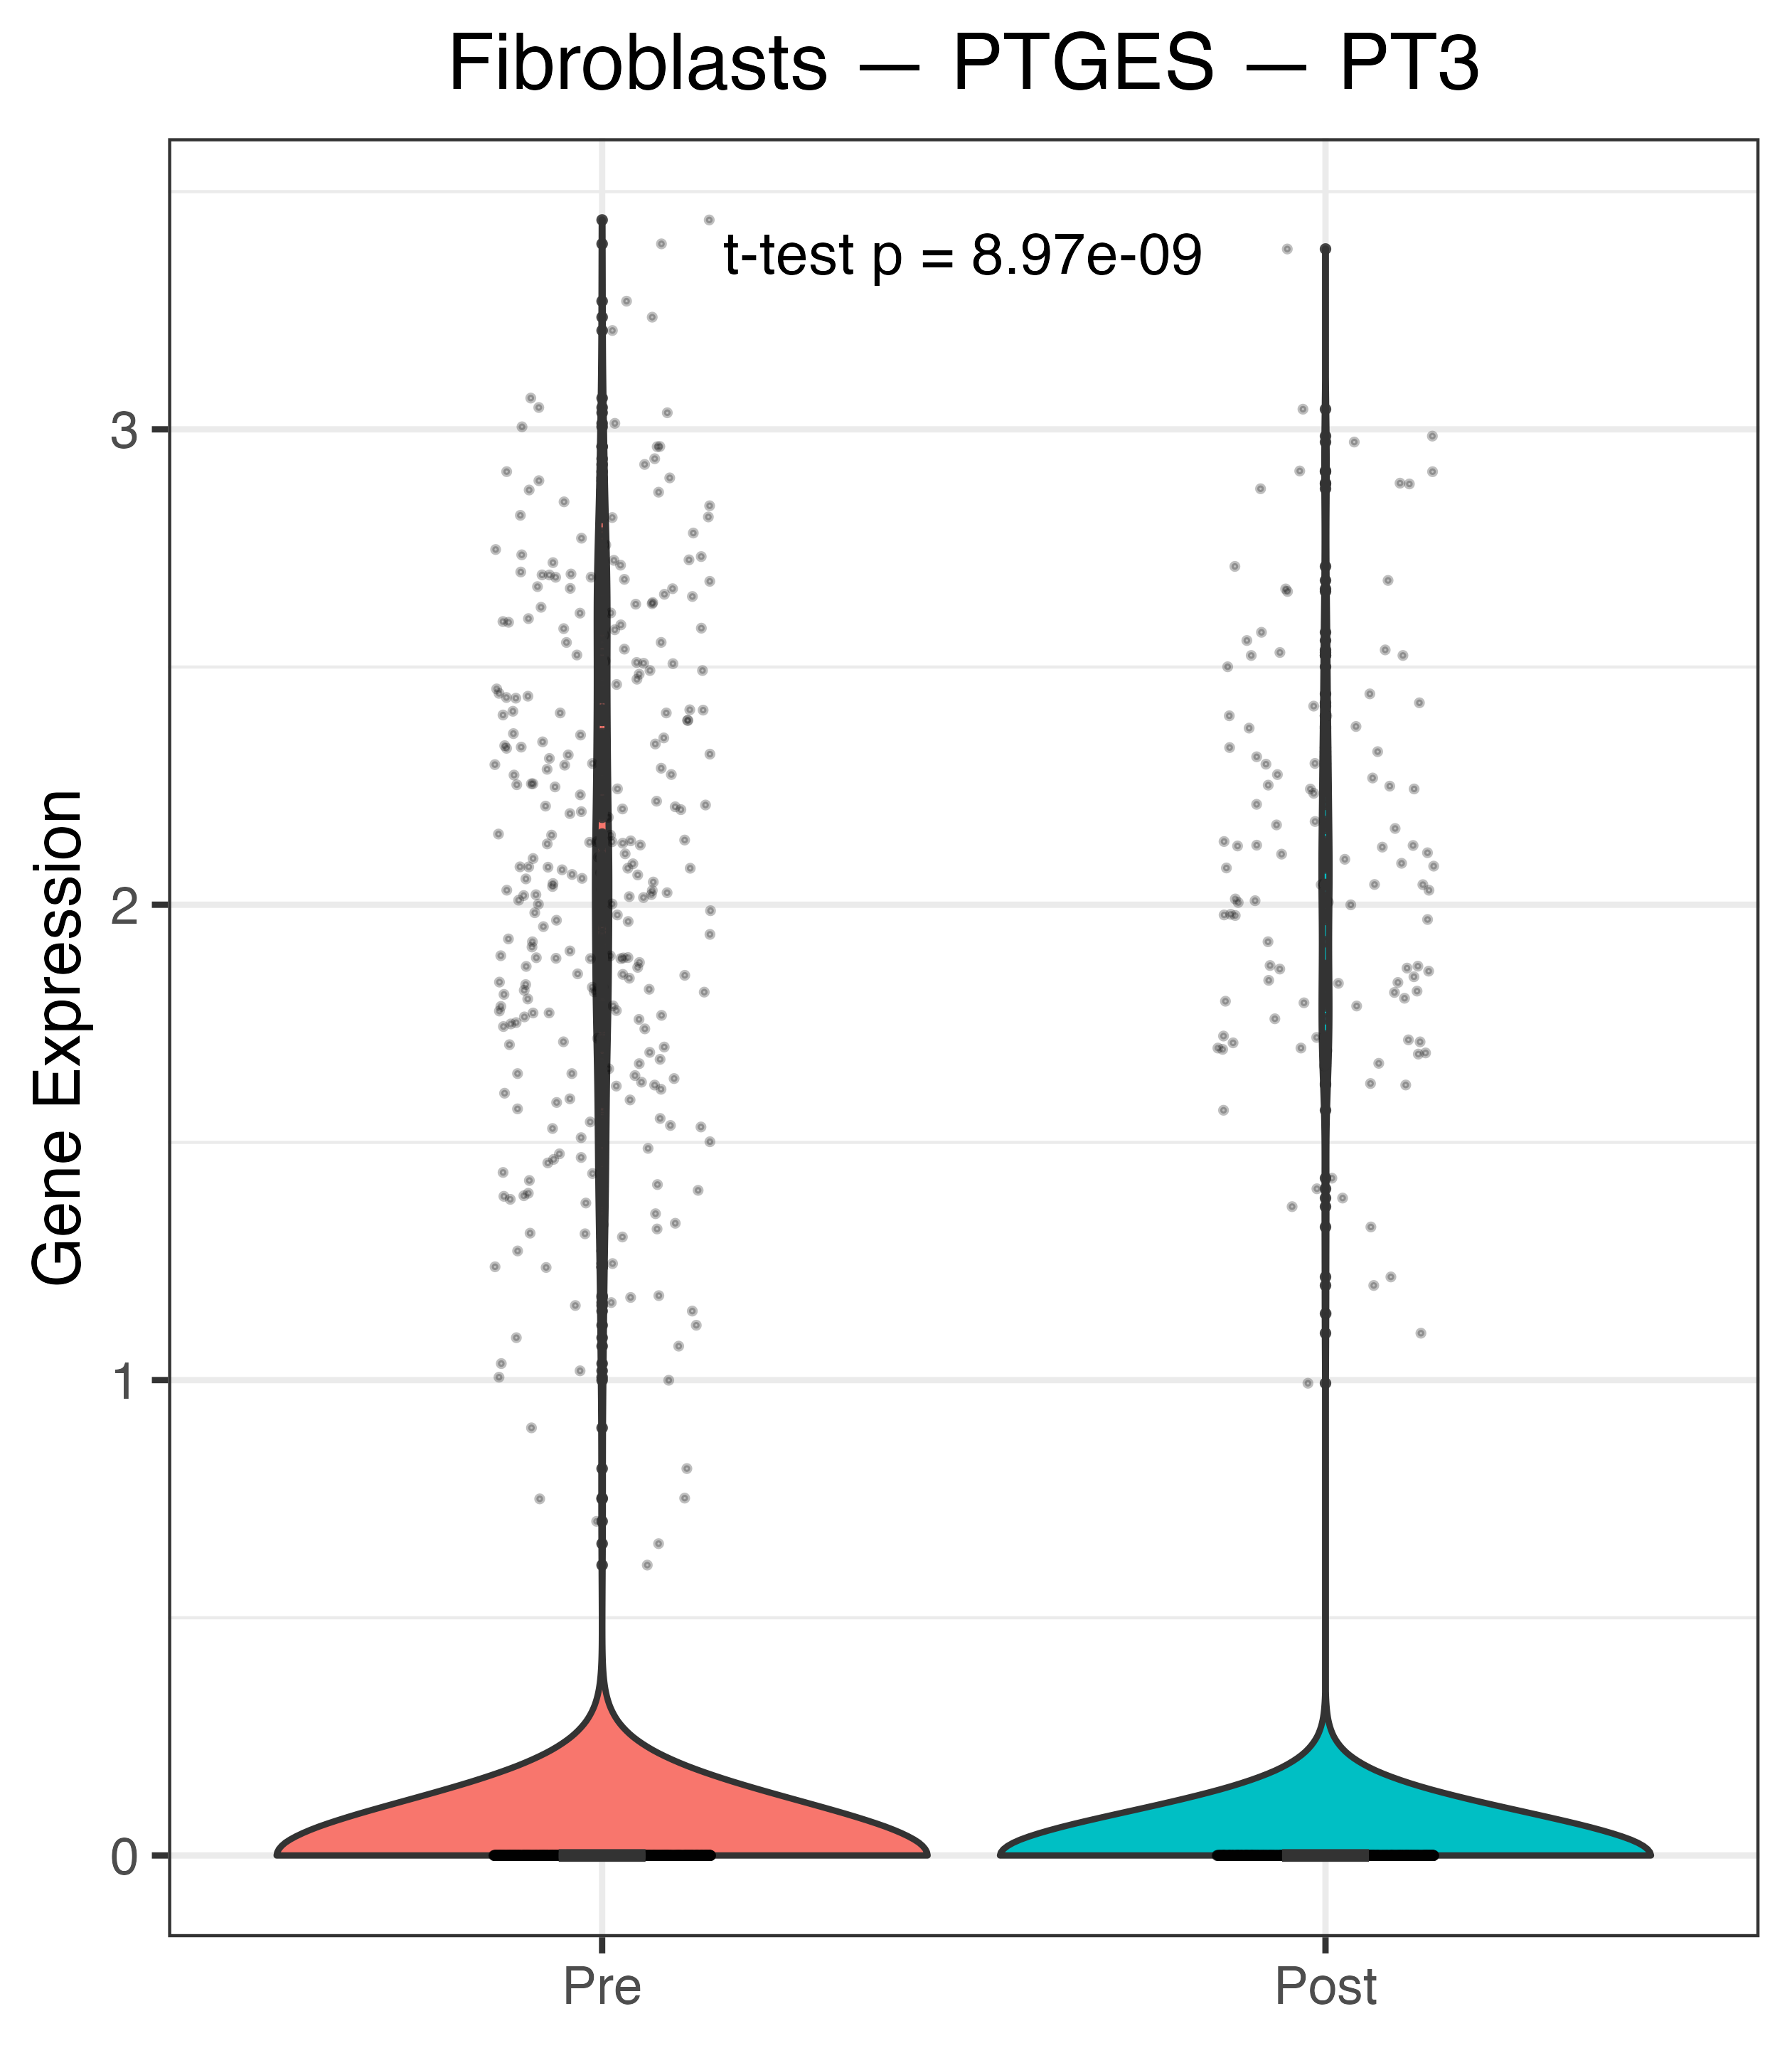 Fibroblasts — PTGES — PT3
t-test p = 8.97e-09
Gene Expression
3
2
1
0
Pre
Post